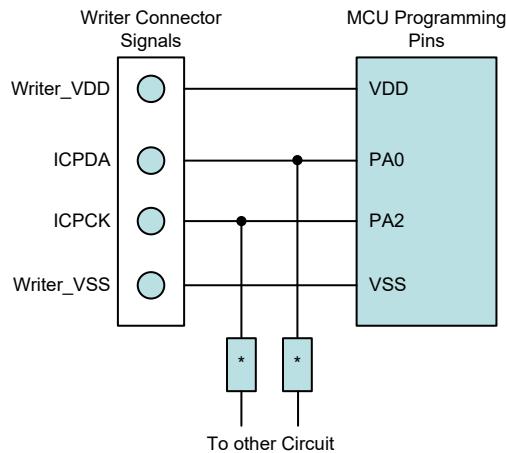 Writer Connector
Signals
MCU Programming
Pins
Writer_VDD
VDD
ICPDA
PA0
ICPCK
PA2
Writer_VSS
VSS
*
*
To other Circuit